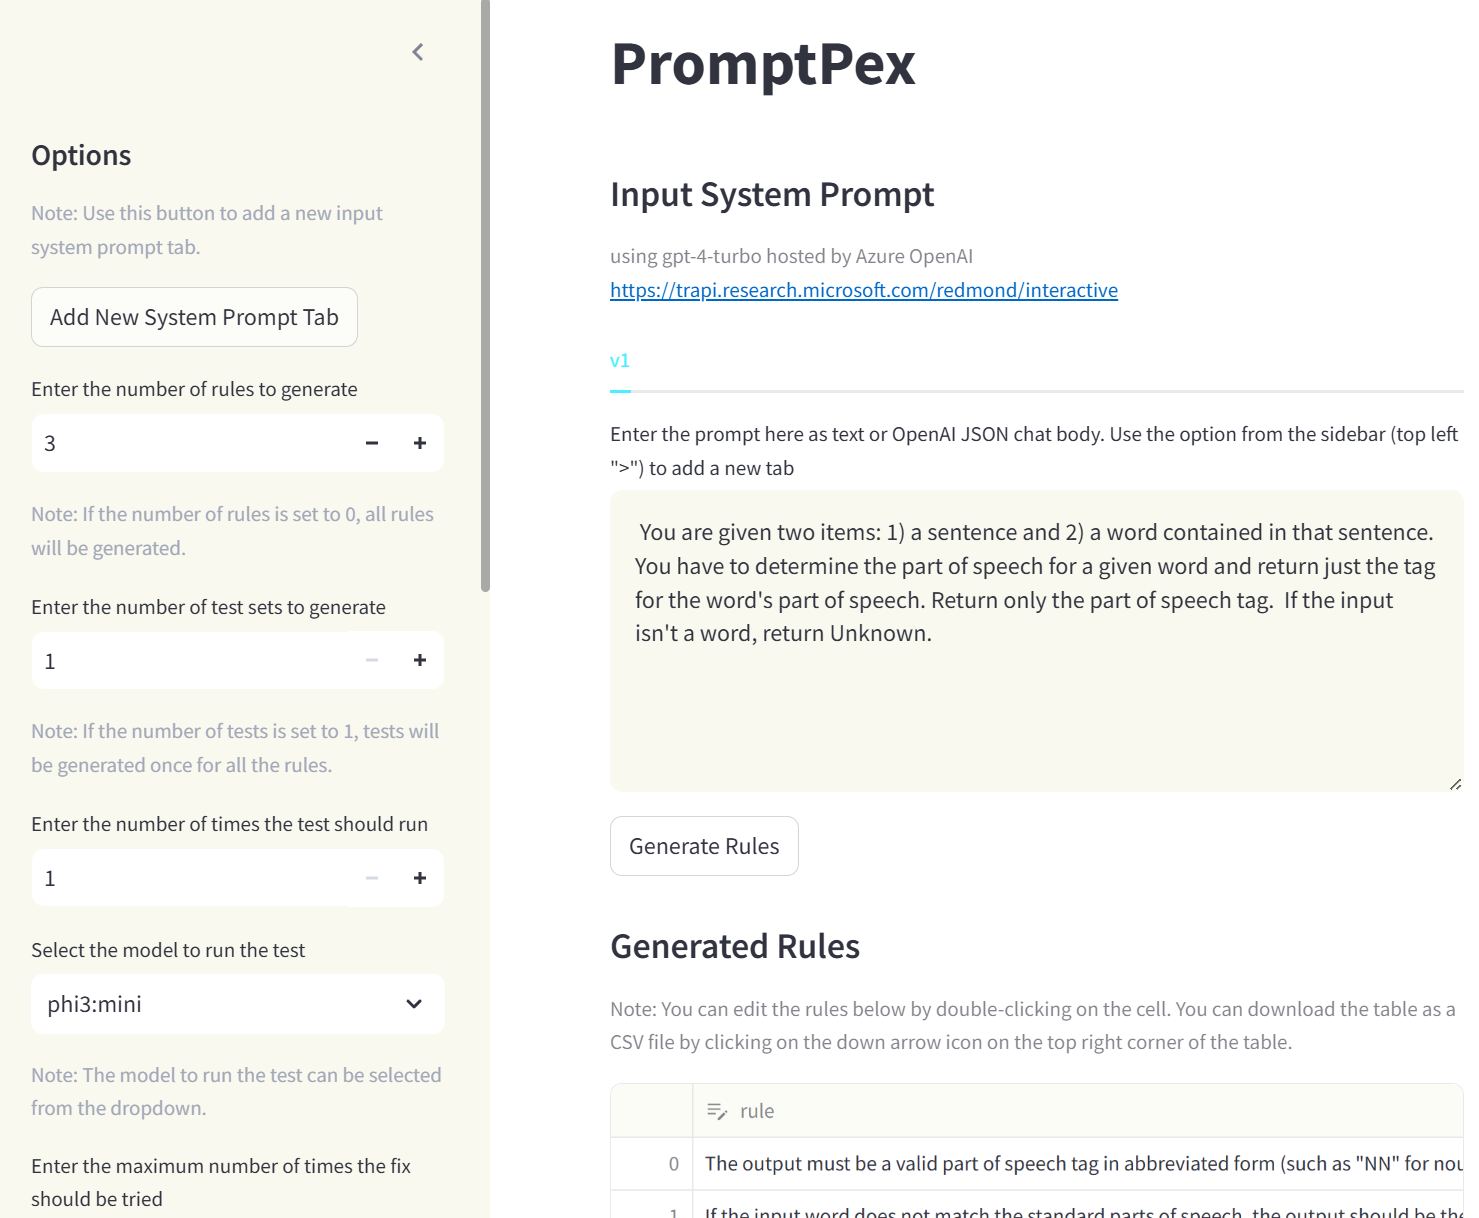 Options
Note: Use this button to add a new input
system prompt tab.
Add New System Prompt Tab
Enter the number of rules to generate
3
Note: If the number of rules is set to 0, all rules
will be generated.
Enter the number of test sets to generate
1
Note: If the number of tests is set to 1, tests will
be generated once for all the rules.
Enter the number of times the test should run
1
Select the model to run the test
phi3:mini
Note: The model to run the test can be selected
from the dropdown.
Enter the maximum number of times the fix
should be tried
PromptPex
Input System Prompt
using gpt-4-turbo hosted by Azure OpenAI
https://trapi.research.microsoft.com/redmond/interactive
v1
Enter the prompt here as text or OpenAI JSON chat body. Use the option from the sidebar (top left
">") to add a new tab
You are given two items: 1) a sentence and 2) a word contained in that sentence.
You have to determine the part of speech for a given word and return just the tag
for the word's part of speech. Return only the part of speech tag.  If the input
isn't a word, return Unknown.
Generate Rules
Generated Rules
Note: You can edit the rules below by double-clicking on the cell. You can download the table as a
CSV file by clicking on the down arrow icon on the top right corner of the table.
rule
0 The output must be a valid part of speech tag in abbreviated form (such as "NN" for
1 If the input word does not match the standard parts of speech, the output should be